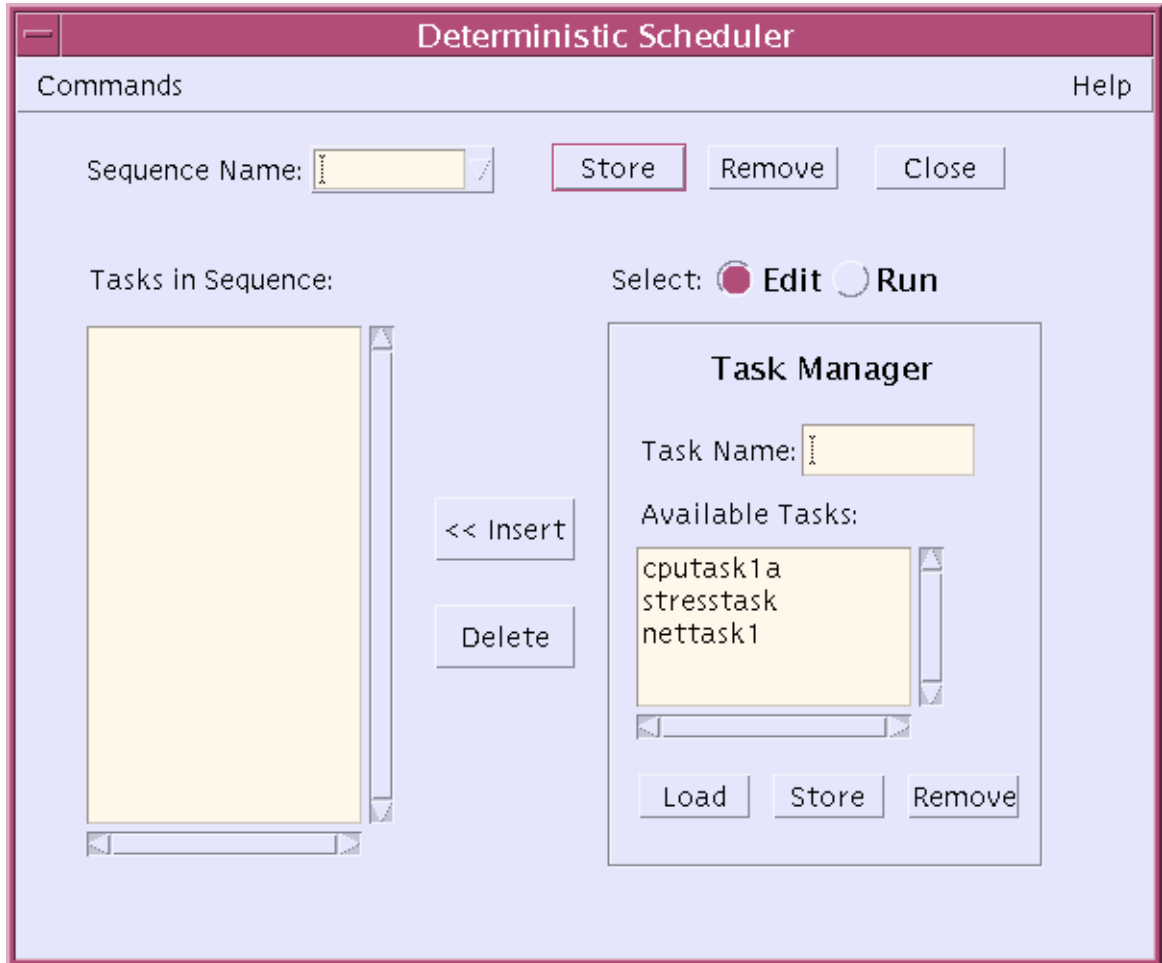 Deterministic Scheduler
Commands Help
Sequence Name: Store Remove Close
Tasks in Sequence: Select: Edit Run
Task Manager
Task Name:
Available Tasks:
<< Insert
cputask1a
stresstask
nettask1
Delete
Load Store Remove